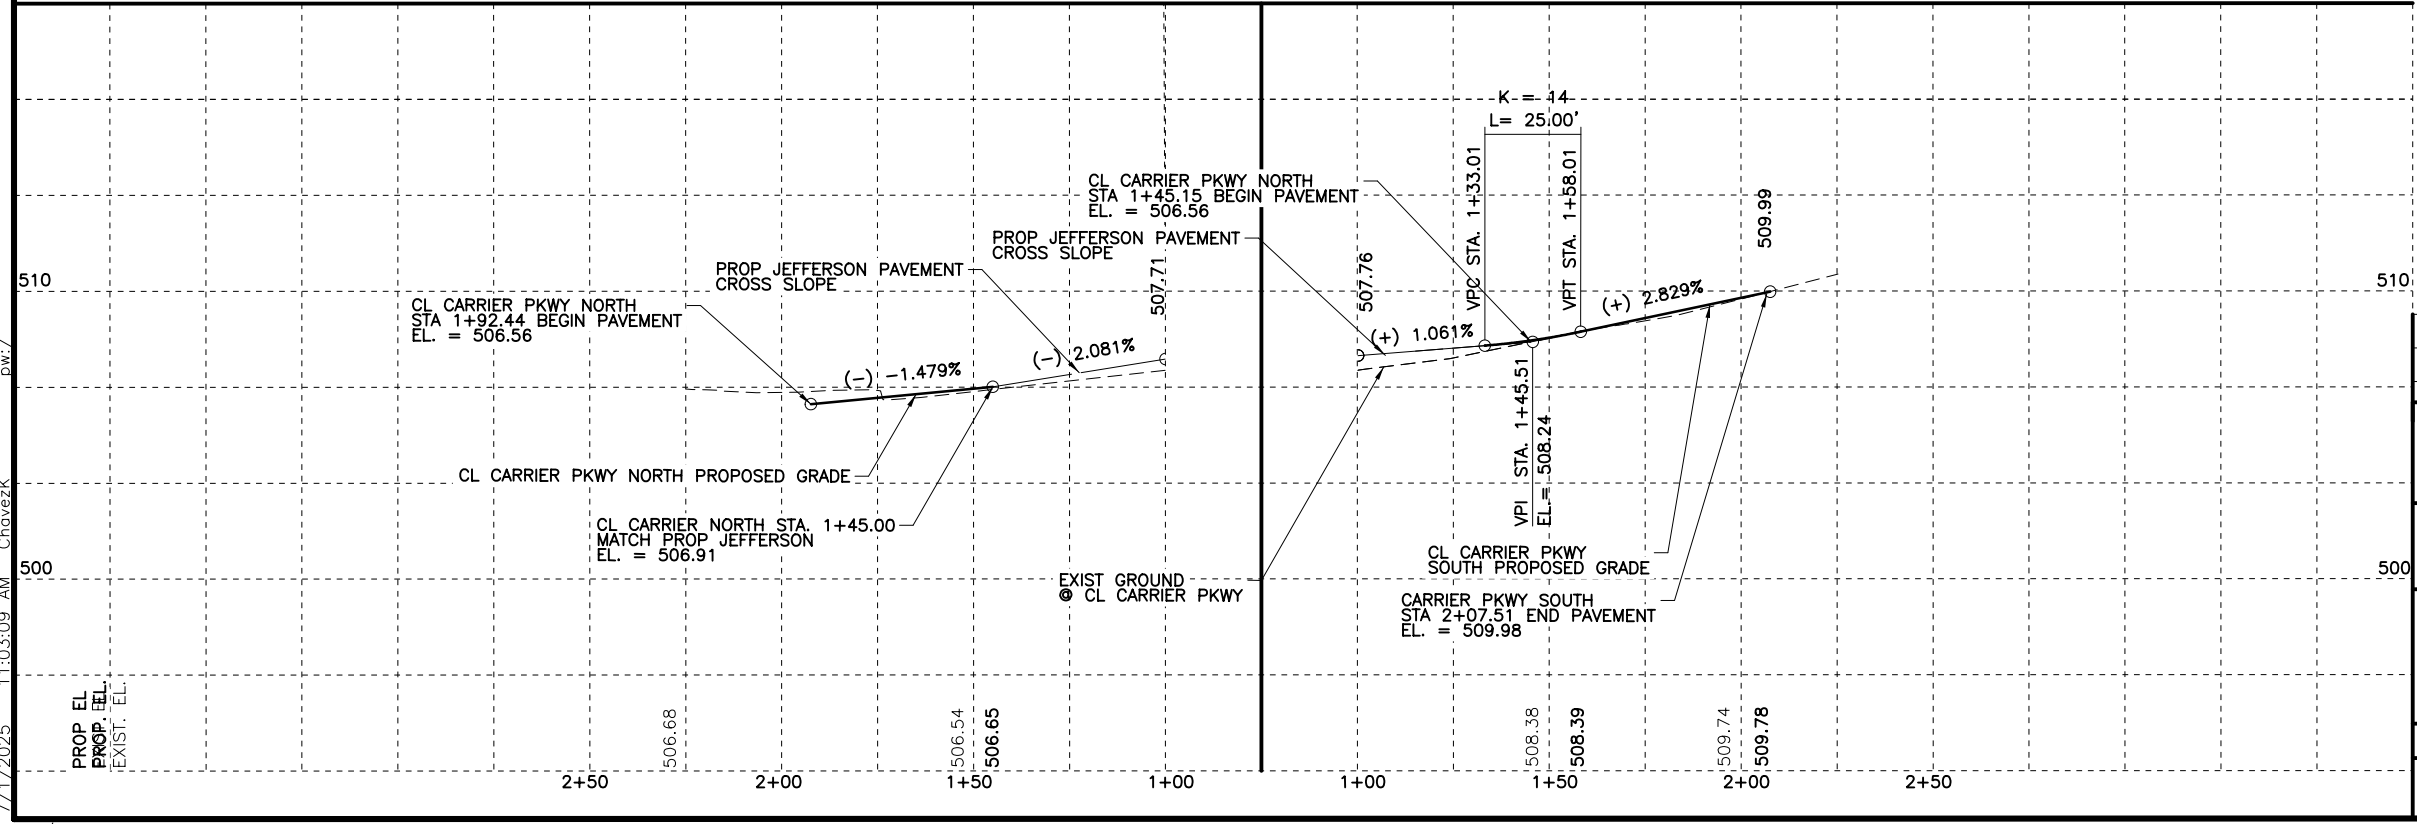 K = 14
L= 25.00'
VPC STA. 1+33.01
VPT STA. 1+58.01
509.99
CL CARRIER PKWY NORTH
STA 1+45.15 BEGIN PAVEMENT
EL. = 506.56
PROP JEFFERSON PAVEMENT
CROSS SLOPE
507.76
507.71
PROP JEFFERSON PAVEMENT
CROSS SLOPE
510
510
CL CARRIER PKWY NORTH
STA 1+92.44 BEGIN PAVEMENT
EL. = 506.56
(+) 2.829%
(+) 1.061%
(-) 2.081%
(-) -1.479%
VPI STA. 1+45.51
EL.= 508.24
CL CARRIER PKWY NORTH PROPOSED GRADE
CL CARRIER NORTH STA. 1+45.00
MATCH PROP JEFFERSON
EL. = 506.91
CL CARRIER PKWY
SOUTH PROPOSED GRADE
500
500
EXIST GROUND
@ CL CARRIER PKWY
CARRIER PKWY SOUTH
STA 2+07.51 END PAVEMENT
EL. = 509.98
PROP EL
PROP. EL.
EXIST. EL.
506.68
506.54
506.65
508.38
508.39
509.74
509.78
2+50
2+00
1+50
1+00
1+00
1+50
2+00
2+50
pw:/
ChavezK
11:03:09 AM